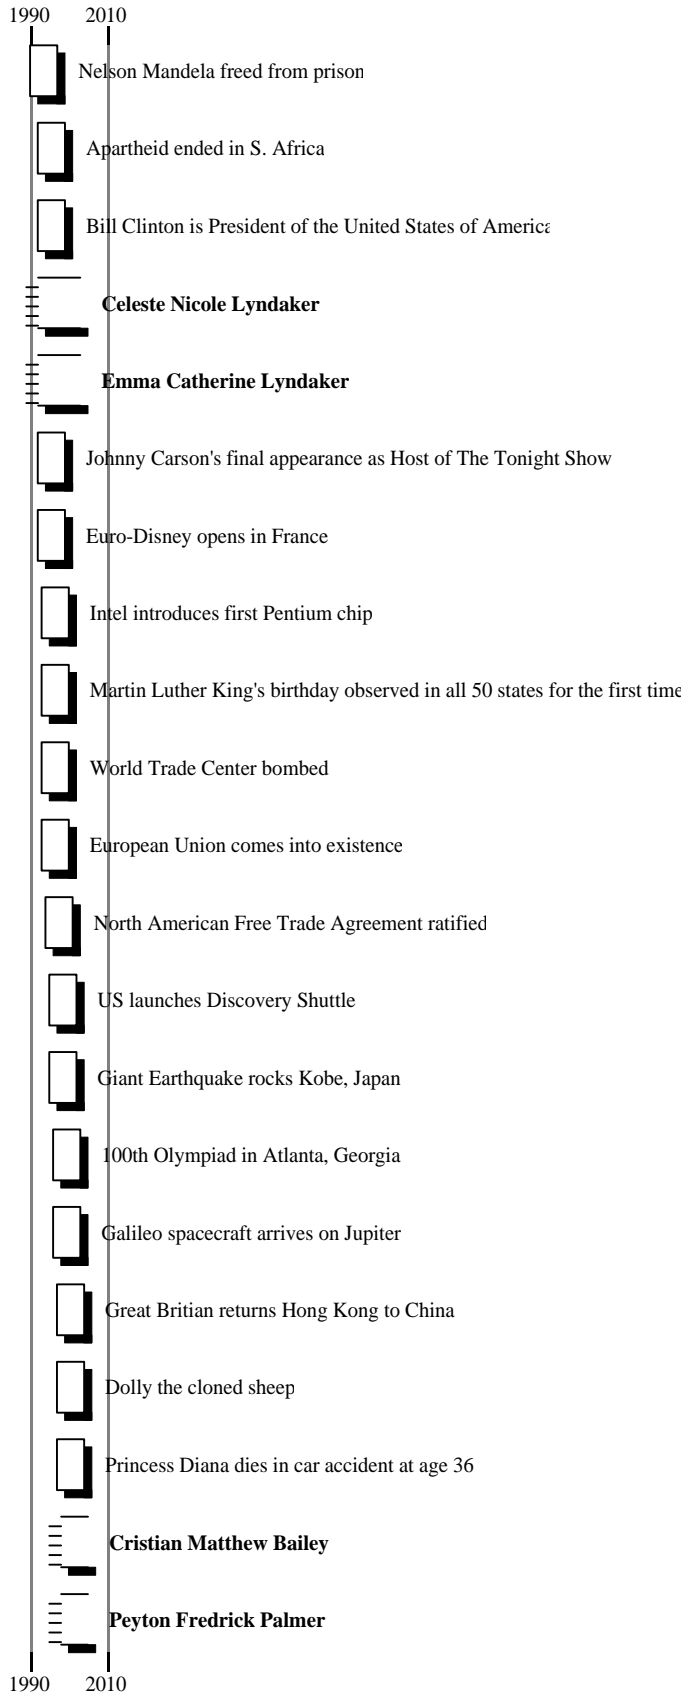 1990 2010
Nelson Mandela freed from prison
Apartheid ended in S. Africa
Bill Clinton is President of the United States of America
Celeste Nicole Lyndaker
Emma Catherine Lyndaker
Johnny Carson's final appearance as Host of The Tonight Show
Euro-Disney opens in France
Intel introduces first Pentium chip
Martin Luther King's birthday observed in all 50 states for the first time
World Trade Center bombed
European Union comes into existence
North American Free Trade Agreement ratified
US launches Discovery Shuttle
Giant Earthquake rocks Kobe, Japan
100th Olympiad in Atlanta, Georgia
Galileo spacecraft arrives on Jupiter
Great Britian returns Hong Kong to China
Dolly the cloned sheep
Princess Diana dies in car accident at age 36
Cristian Matthew Bailey
Peyton Fredrick Palmer
1990 2010